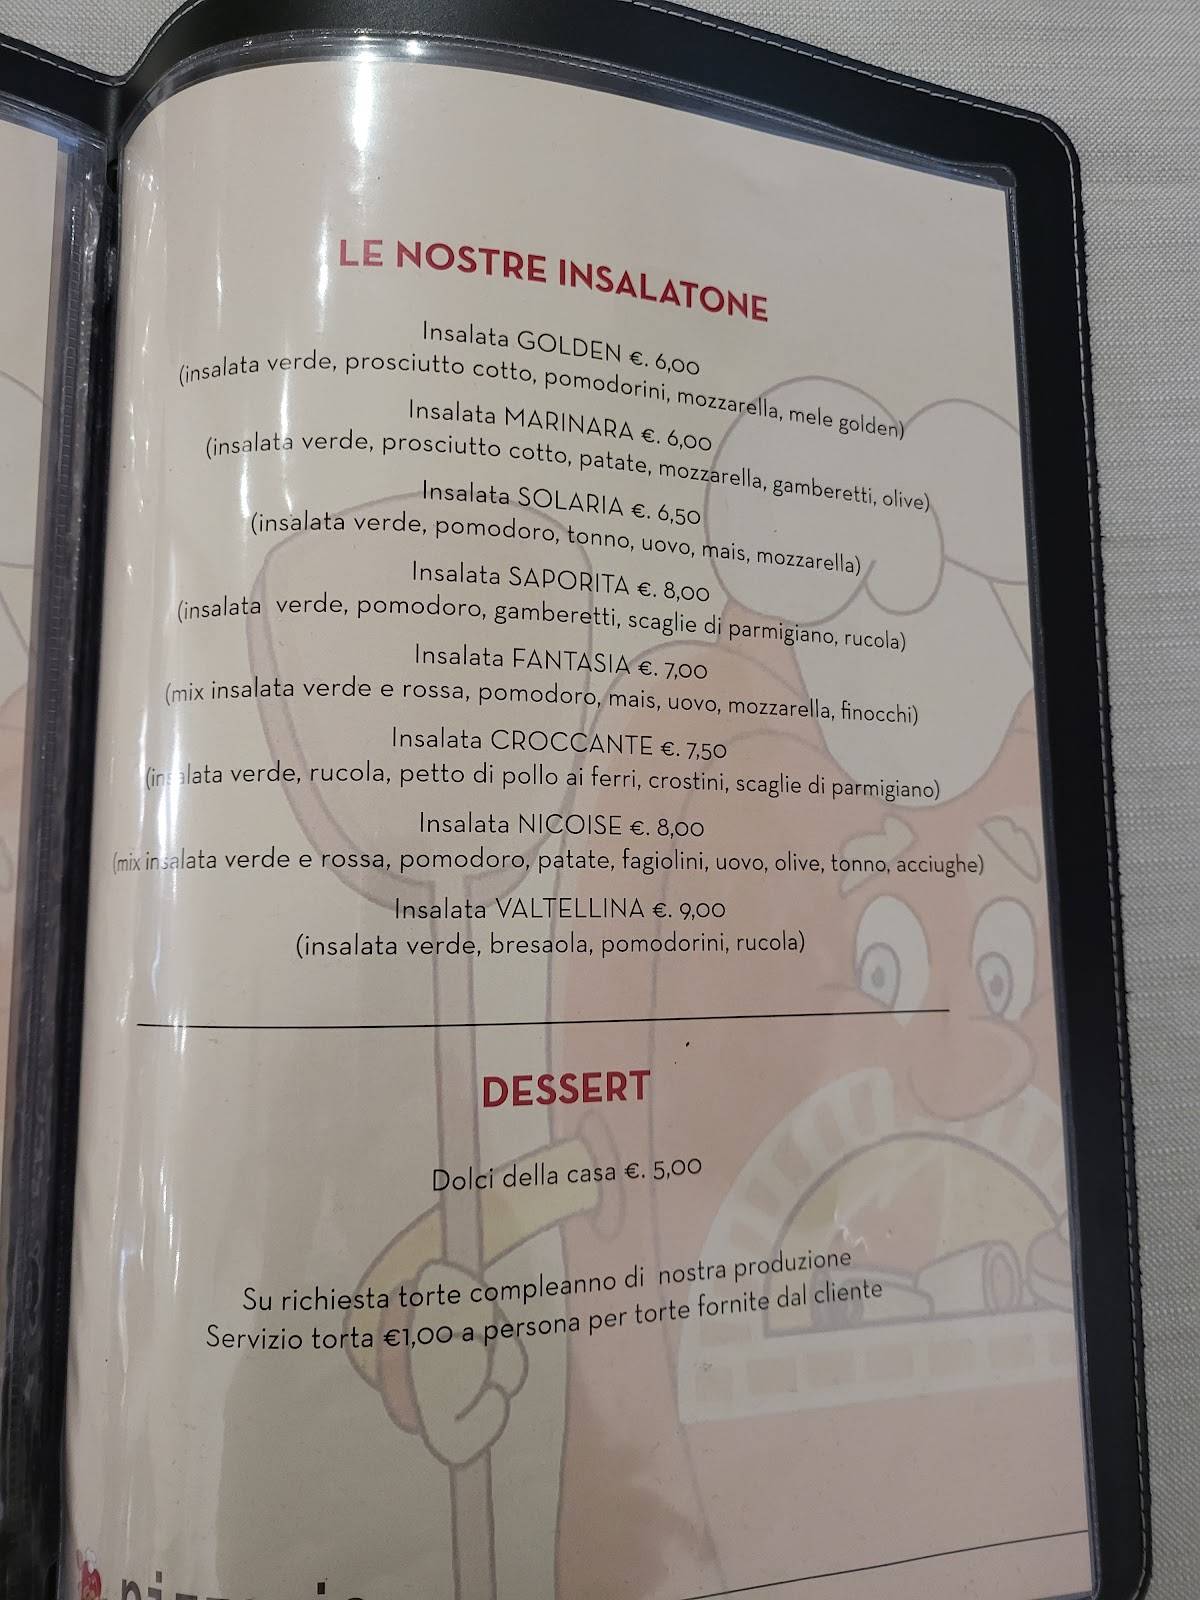 LE NOSTRE INSALATONE
Insalata GOLDEN €. 6,00
(insalata verde, prosciutto cotto, pomodorini, mozzarella, mele golden)
Insalata MARINARA €. 6,00
(insalata verde, prosciutto cotto, patate, mozzarella, gamberetti, olive)
Insalata SOLARIA €. 6,50
(insalata verde, pomodoro, tonno, uovo, mais, mozzarella)
Insalata SAPORITA €. 8,00
(insalata verde, pomodoro, gamberetti, scaglie di parmigiano, rucola)
Insalata FANTASIA €. 7,00
(mix insalata verde e rossa, pomodoro, mais, uovo, mozzarella, finocchi)
Insalata CROCCANTE €. 7,50
(insalata verde, rucola, petto di pollo ai ferri, crostini, scaglie di parmigiano)
Insalata NICOISE €. 8,00
(mix insalata verde e rossa, pomodoro, patate, fagiolini, uovo, olive, tonno, acciughe)
Insalata VALTELLINA €. 9,00
(insalata verde, bresaola, pomodorini, rucola)
DESSERT
Dolci della casa €. 5,00
Su richiesta torte compleanno di nostra produzione
Servizio torta €1,00 a persona per torte fornite dal cliente